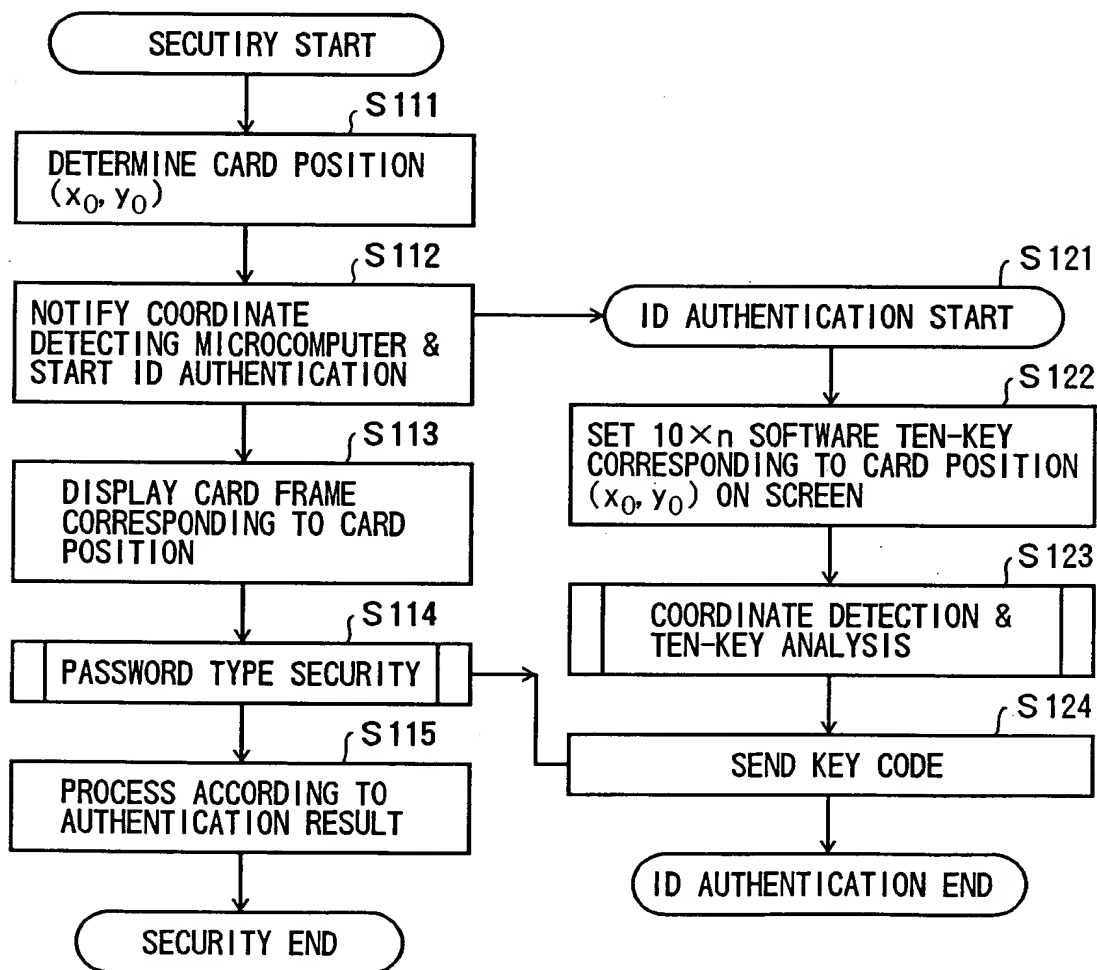 SECUTIRY START
S111
DETERMINE CARD POSITION
(x0, y0)
S112
NOTIFY COORDINATE
DETECTING MICROCOMPUTER &
START ID AUTHENTICATION
S113
DISPLAY CARD FRAME
CORRESPONDING TO CARD
POSITION
S114
PASSWORD TYPE SECURITY
S115
PROCESS ACCORDING TO
AUTHENTICATION RESULT
SECURITY END
S121
ID AUTHENTICATION START
S122
SET 10×n SOFTWARE TEN-KEY
CORRESPONDING TO CARD POSITION
(x0, y0) ON SCREEN
S123
COORDINATE DETECTION &
TEN-KEY ANALYSIS
S124
SEND KEY CODE
ID AUTHENTICATION END